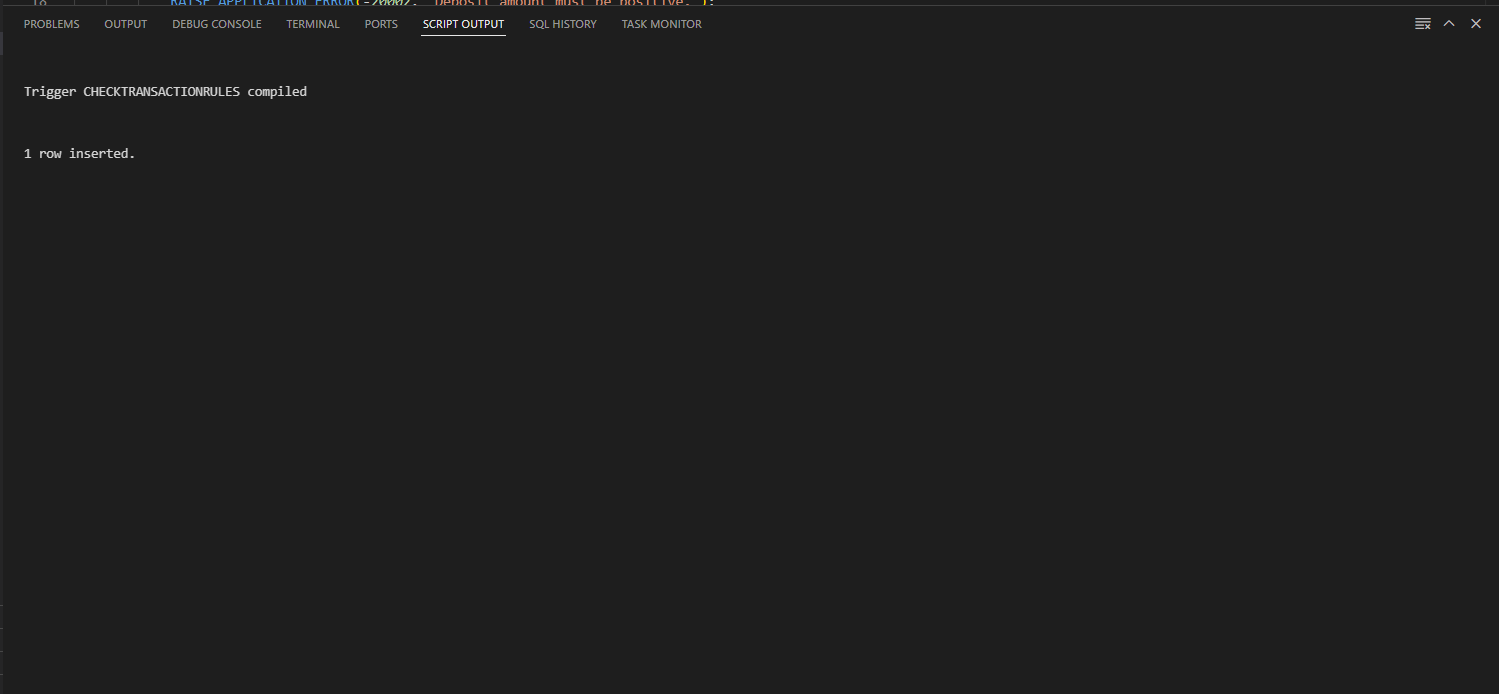 18 RAISE_APPLICATION_ERROR(-20002, 'Deposit amount must be positive.');
PROBLEMS OUTPUT DEBUG CONSOLE TERMINAL PORTS SCRIPT OUTPUT SQL HISTORY TASK MONITOR
Trigger CHECKTRANSACTIONRULES compiled
1 row inserted.